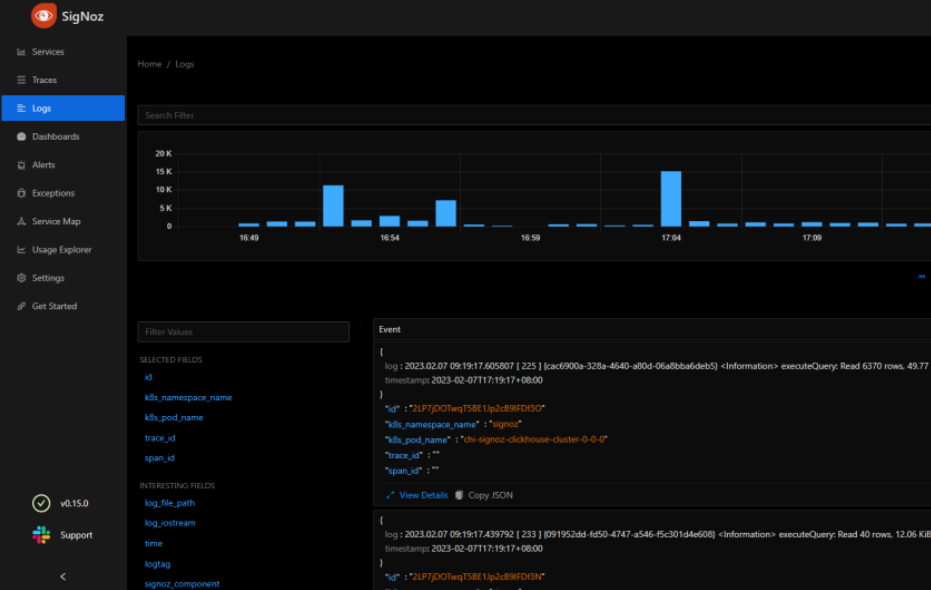 SigNoz
Services
Traces
Logs
Dashboards
Alerts
Exceptions
Service Map
Usage Explorer
Settings
Get Started
v0.15.0
Support
Home / Logs
Search Filter
20 K
15 K
10 K
5 K
0
16:49 16:54 16:59 17:04 17:09
Filter Values
SELECTED FIELDS
id
k8s_namespace_name
k8s_pod_name
trace_id
span_id
INTERESTING FIELDS
log_file_path
log_iostream
time
logtag
signoz_component
Event
{
log : 2023.02.07 09:19:17.605807 [ 225 ] {cac6900a-328a-4640-a80d-06a8bba6deb5} <Information> executeQuery: Read 6370 rows, 49.77
timestamp: 2023-02-07T17:19:17+08:00
}
"id" : "2LP7jDOTwqT5BE1Jp2cB9IFDf3O"
"k8s_namespace_name" : "signoz"
"k8s_pod_name" : "chi-signoz-clickhouse-cluster-0-0-0"
"trace_id" : ""
"span_id" : ""
View Details Copy JSON
{
log : 2023.02.07 09:19:17.439792 [ 233 ] {091952dd-fd50-4747-a546-f5c301d4e608} <Information> executeQuery: Read 40 rows, 12.06 KiB
timestamp: 2023-02-07T17:19:17+08:00
}
"id" : "2LP7jDOTwqT5BE1Jp2cB9IFDf3N"